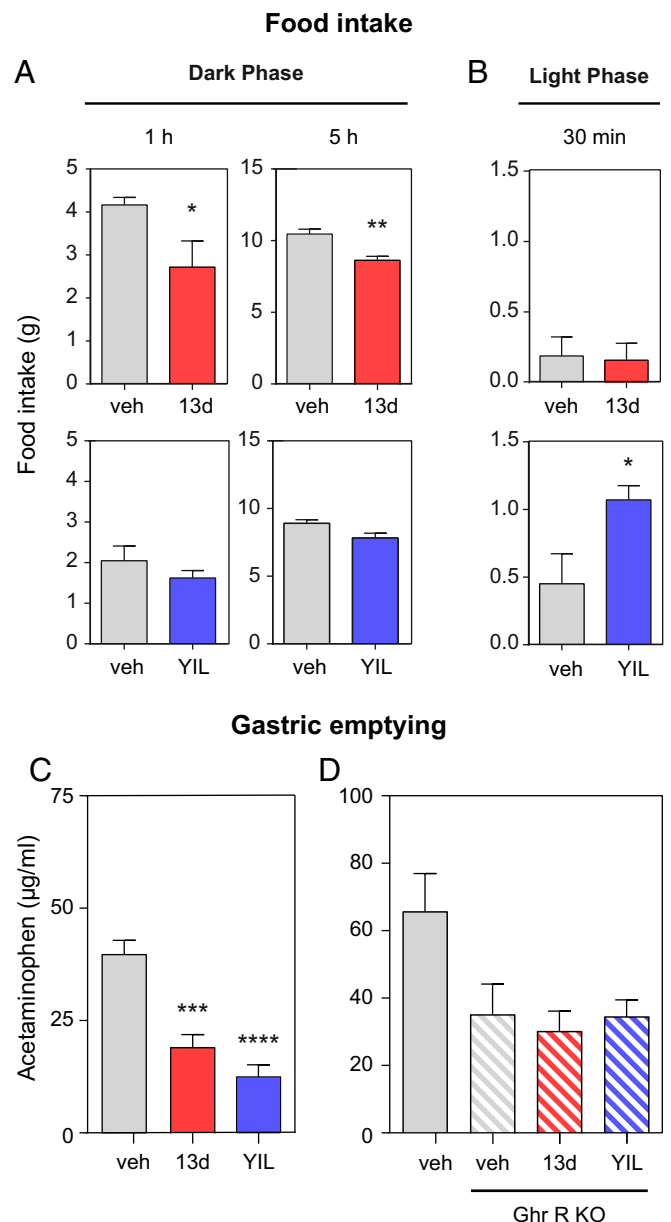 Food intake
A
Dark Phase
B
Light Phase
1 h
5 h
30 min
Food intake (g)
5
4
3
2
1
0
*
veh 13d
15
10
5
0
**
veh 13d
1.5
1.0
0.5
0.0
veh 13d
5
4
3
2
1
0
veh YIL
15
10
5
0
veh YIL
1.5
1.0
0.5
0.0
*
veh YIL
Gastric emptying
C
Acetaminophen (µg/ml)
75
50
25
0
***
****
veh 13d YIL
D
100
80
60
40
20
0
veh veh 13d YIL
Ghr R KO